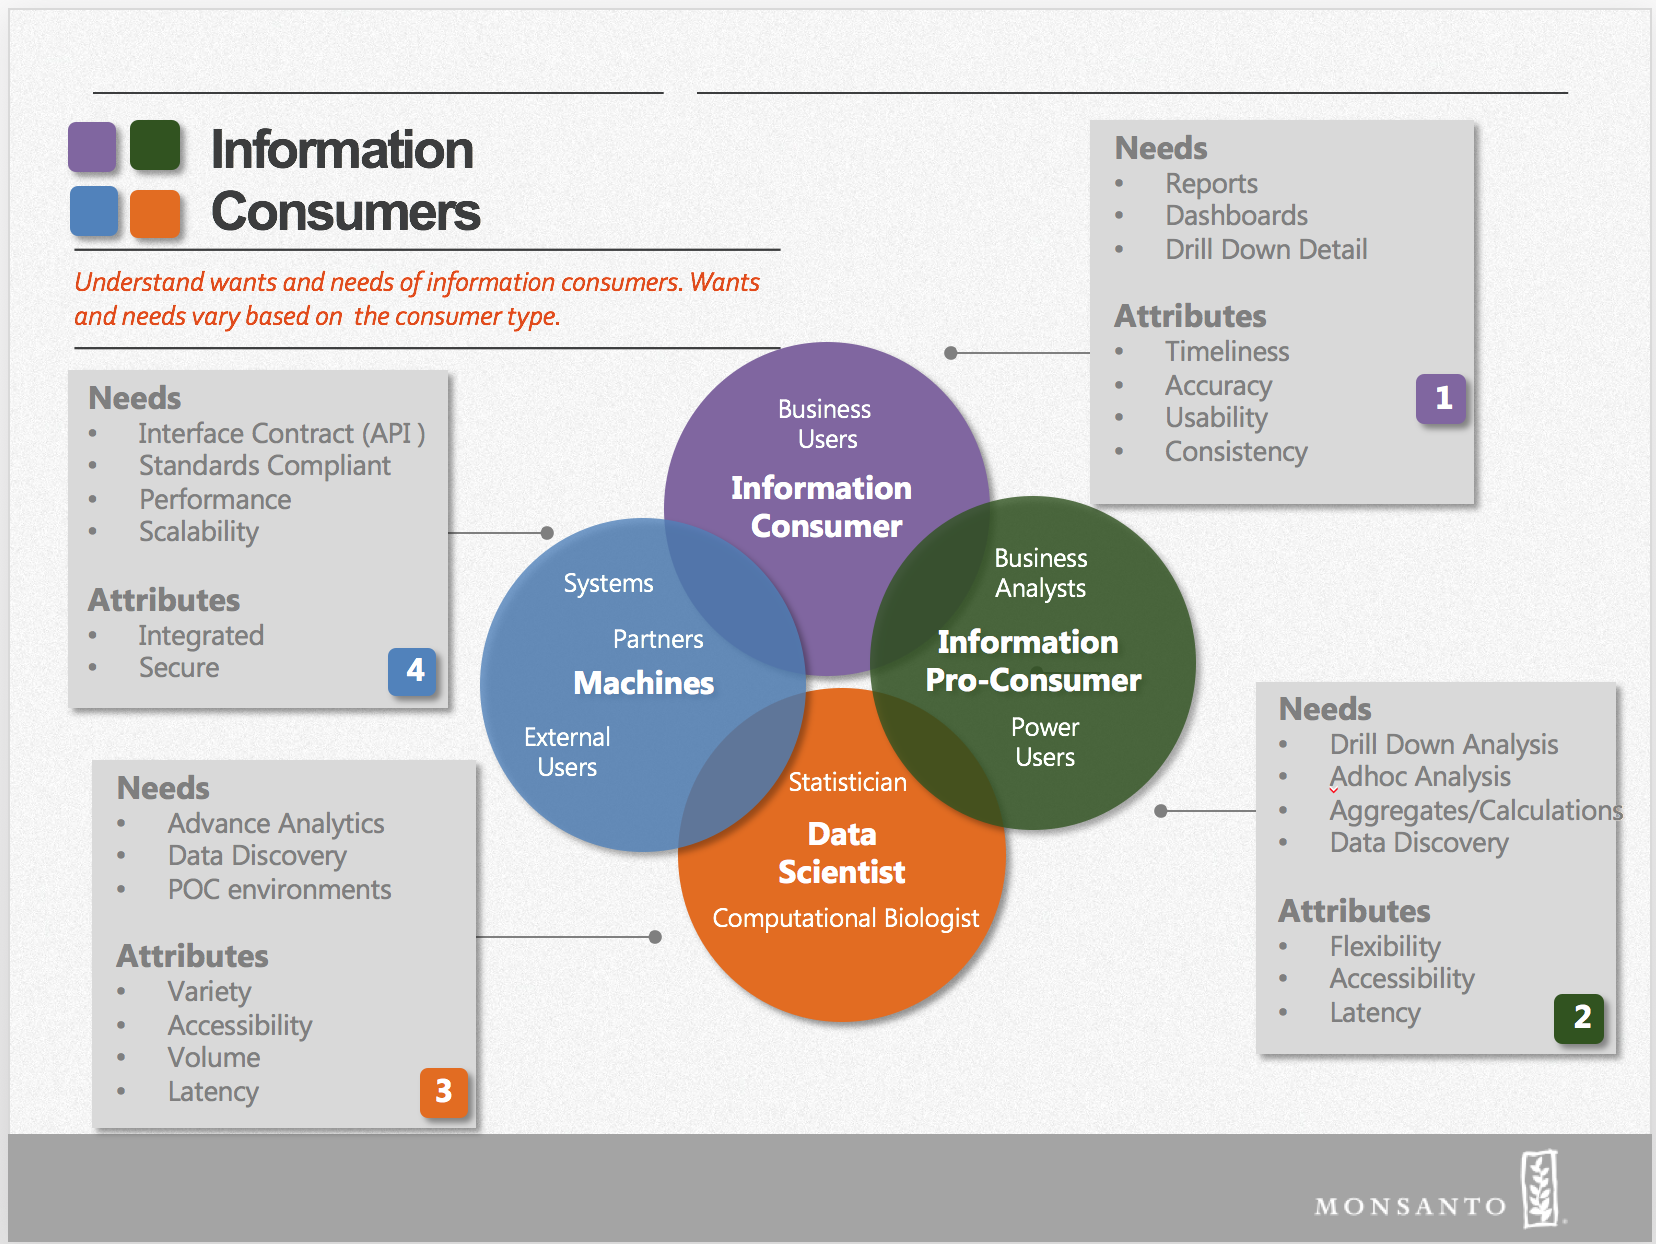 Information
Consumers
Understand wants and needs of information consumers. Wants
and needs vary based on the consumer type.
Needs
• Reports
• Dashboards
• Drill Down Detail
Attributes
• Timeliness
• Accuracy
• Usability
• Consistency
1
Needs
• Interface Contract (API )
• Standards Compliant
• Performance
• Scalability
Attributes
• Integrated
• Secure
4
Business
Users
Information
Consumer
Systems
Partners
Machines
External
Users
Business
Analysts
Information
Pro-Consumer
Power
Users
Statistician
Data
Scientist
Computational Biologist
Needs
• Drill Down Analysis
• Adhoc Analysis
• Aggregates/Calculations
• Data Discovery
Attributes
• Flexibility
• Accessibility
• Latency
2
Needs
• Advance Analytics
• Data Discovery
• POC environments
Attributes
• Variety
• Accessibility
• Volume
• Latency
3
MONSANTO